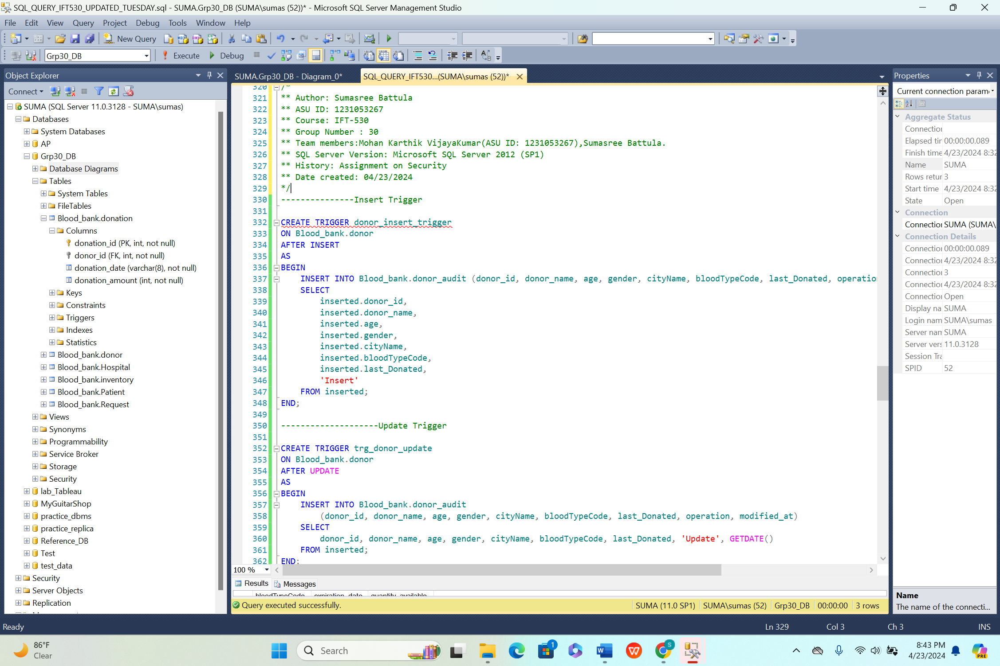 SQL_QUERY_IFT530_UPDATED_TUESDAY.sql - SUMA.Grp30_DB (SUMA\sumas (52))* - Microsoft SQL Server Management Studio
File Edit View Query Project Debug Tools Window Help
New Query
Grp30_DB Execute Debug
Object Explorer
Connect
SUMA (SQL Server 11.0.3128 - SUMA\sumas)
Databases
System Databases
AP
Grp30_DB
Database Diagrams
Tables
System Tables
FileTables
Blood_bank.donation
Columns
donation_id (PK, int, not null)
donor_id (FK, int, not null)
donation_date (varchar(8), not null)
donation_amount (int, not null)
Keys
Constraints
Triggers
Indexes
Statistics
Blood_bank.donor
Blood_bank.Hospital
Blood_bank.inventory
Blood_bank.Patient
Blood_bank.Request
Views
Synonyms
Programmability
Service Broker
Storage
Security
lab_Tableau
MyGuitarShop
practice_dbms
practice_replica
Reference_DB
Test
test_data
Security
Server Objects
Replication
SUMA.Grp30_DB - Diagram_0* SQL_QUERY_IFT530...(SUMA\sumas (52))*
320 /*
321 ** Author: Sumasree Battula
322 ** ASU ID: 1231053267
323 ** Course: IFT-530
324 ** Group Number : 30
325 ** Team members:Mohan Karthik VijayaKumar(ASU ID: 1231053267),Sumasree Battula.
326 ** SQL Server Version: Microsoft SQL Server 2012 (SP1)
327 ** History: Assignment on Security
328 ** Date created: 04/23/2024
329 */
330 ---------------Insert Trigger
331
332 CREATE TRIGGER donor_insert_trigger
333 ON Blood_bank.donor
334 AFTER INSERT
335 AS
336 BEGIN
337 INSERT INTO Blood_bank.donor_audit (donor_id, donor_name, age, gender, cityName, bloodTypeCode, last_Donated, operation
338 SELECT
339 inserted.donor_id,
340 inserted.donor_name,
341 inserted.age,
342 inserted.gender,
343 inserted.cityName,
344 inserted.bloodTypeCode,
345 inserted.last_Donated,
346 'Insert'
347 FROM inserted;
348 END;
349
350 --------------------Update Trigger
351
352 CREATE TRIGGER trg_donor_update
353 ON Blood_bank.donor
354 AFTER UPDATE
355 AS
356 BEGIN
357 INSERT INTO Blood_bank.donor_audit
358 (donor_id, donor_name, age, gender, cityName, bloodTypeCode, last_Donated, operation, modified_at)
359 SELECT
360 donor_id, donor_name, age, gender, cityName, bloodTypeCode, last_Donated, 'Update', GETDATE()
361 FROM inserted;
362 END;
100 %
Results Messages
bloodTypeCode expiration_date quantity_available
Query executed successfully. SUMA (11.0 SP1) SUMA\sumas (52) Grp30_DB 00:00:00 3 rows
Properties
Current connection param
Aggregate Status
Connection
Elapsed tir 00:00:00.089
Finish time 4/23/2024 8:32
Name SUMA
Rows retur 3
Start time 4/23/2024 8:32
State Open
Connection
Connection SUMA (SUMA\
Connection Details
Connection 00:00:00.089
Connection 4/23/2024 8:32
Connection 3
Connection 4/23/2024 8:32
Connection Open
Display na SUMA
Login nam SUMA\sumas
Server nam SUMA
Server vers 11.0.3128
Session Tra
SPID 52
Name
The name of the connecti...
Ready Ln 329 Col 3 Ch 3 INS
86°F
Clear
Search
1
S
8:43 PM
4/23/2024
PRE